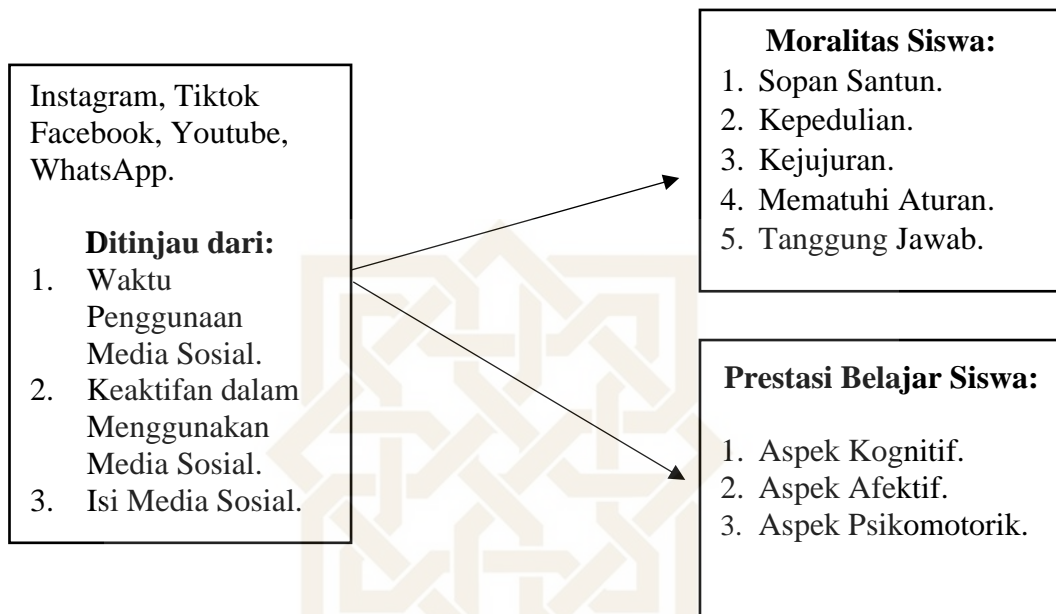 Instagram, Tiktok
Facebook, Youtube,
WhatsApp.
Ditinjau dari:
1. Waktu
Penggunaan
Media Sosial.
2. Keaktifan dalam
Menggunakan
Media Sosial.
3. Isi Media Sosial.
Moralitas Siswa:
1. Sopan Santun.
2. Kepedulian.
3. Kejujuran.
4. Mematuhi Aturan.
5. Tanggung Jawab.
Prestasi Belajar Siswa:
1. Aspek Kognitif.
2. Aspek Afektif.
3. Aspek Psikomotorik.